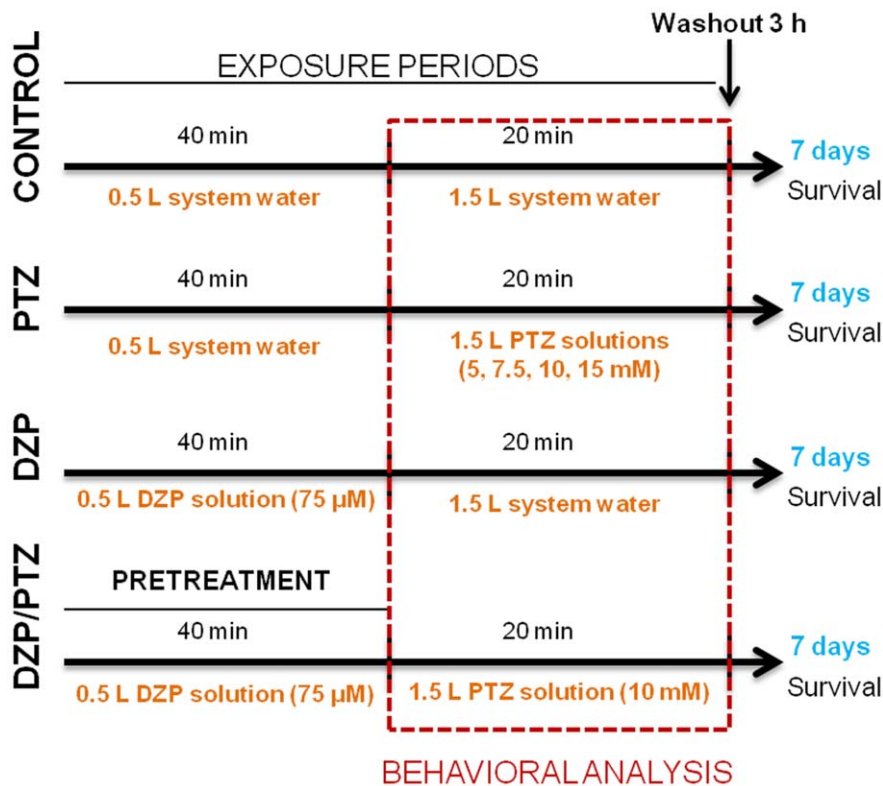 Washout 3 h
EXPOSURE PERIODS
CONTROL
40 min
20 min
0.5 L system water
1.5 L system water
7 days
Survival
PTZ
40 min
20 min
0.5 L system water
1.5 L PTZ solutions
(5, 7.5, 10, 15 mM)
7 days
Survival
DZP
40 min
20 min
0.5 L DZP solution (75 µM)
1.5 L system water
7 days
Survival
DZP/PTZ
PRETREATMENT
40 min
20 min
0.5 L DZP solution (75 µM)
1.5 L PTZ solution (10 mM)
7 days
Survival
BEHAVIORAL ANALYSIS